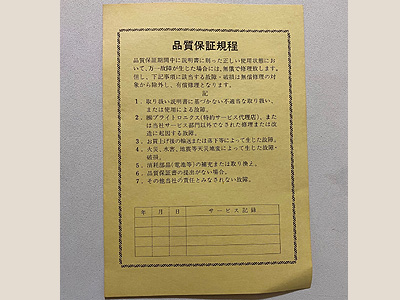 品質保証規程
品質保証期間中に説明書に則った正しい使用状態にお
いて、万一故障が生じた場合には、無償で修理致します。
但し、下記事項に該当する故障・破損は無償修理の対
象から除外し、有償修理となります。
記
1. 取り扱い説明書に基づかない不適当な取り扱い、
または使用による故障。
2. ㈱ブライトロニクス(特約サービス代理店)、また
は当社サービス部門以外でなされた修理または改
造に起因する故障。
3. お買上げ後の輸送または落下等によって生じた故障。
4. 火災、水害、地震等天災地変によって生じた故障・
破損。
5. 消耗部品(電池等)の補充または取り換え。
6. 品質保証書の提出がない場合。
7. その他当社の責任とみなされない故障。
年 月 日 サービス記録